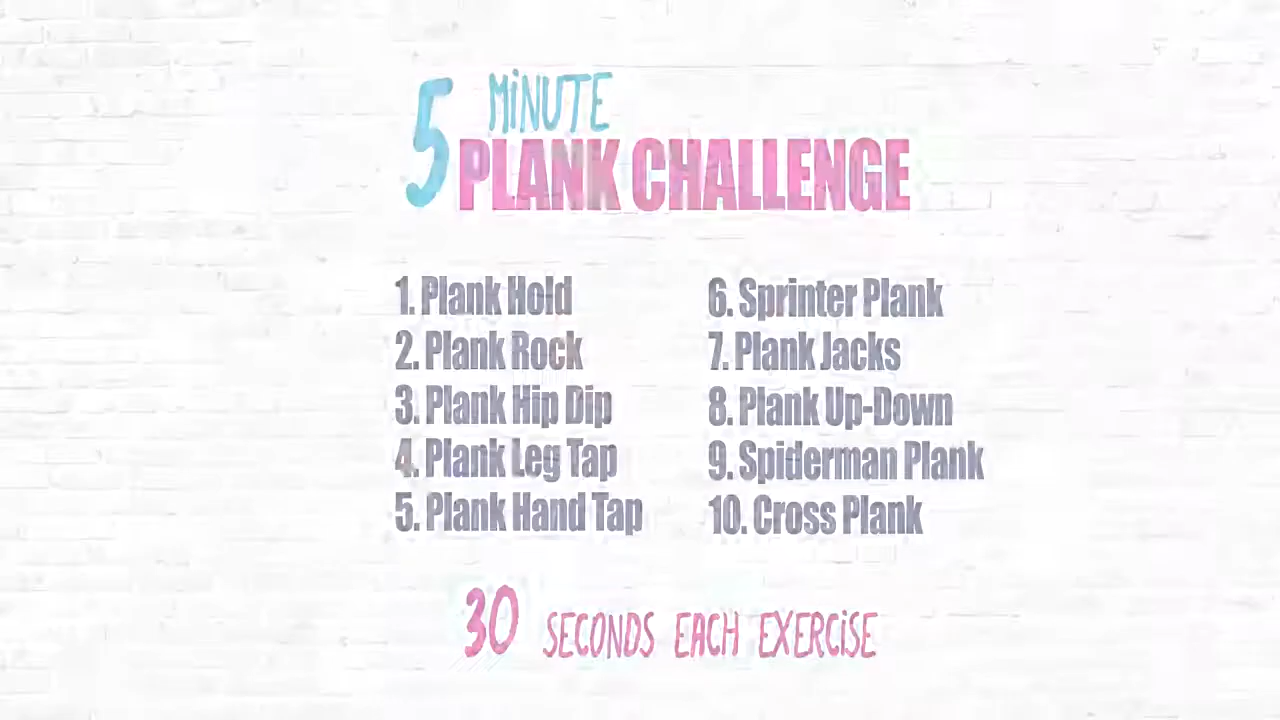 5 MINUTE
PLANK CHALLENGE
1. Plank Hold
2. Plank Rock
3. Plank Hip Dip
4. Plank Leg Tap
5. Plank Hand Tap
6. Sprinter Plank
7. Plank Jacks
8. Plank Up-Down
9. Spiderman Plank
10. Cross Plank
30 SECONDS EACH EXERCISE